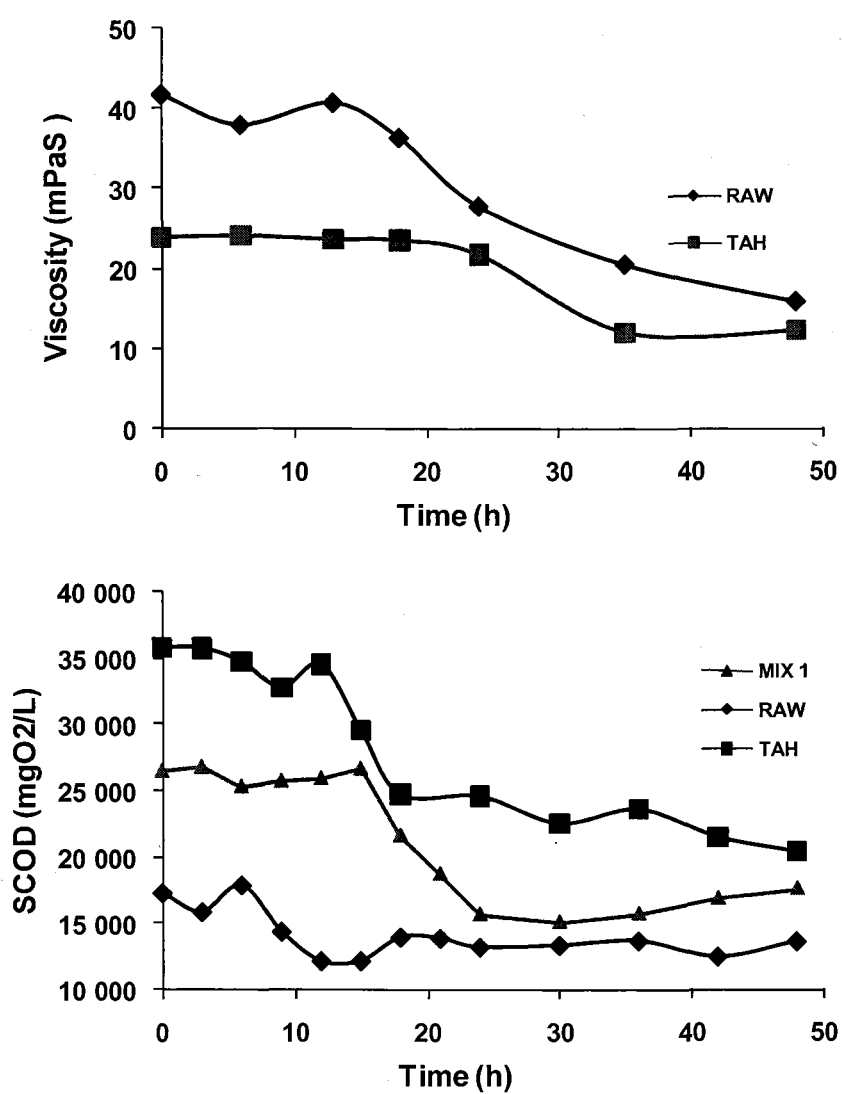 50
40
30
20
10
0
Viscosity (mPaS )
RAW
TAH
0 10 20 30 40 50
Time (h)
40 000
35 000
30 000
25 000
20 000
15 000
10 000
SCOD (mgO2/L)
MIX 1
RAW
TAH
0 10 20 30 40 50
Time (h)